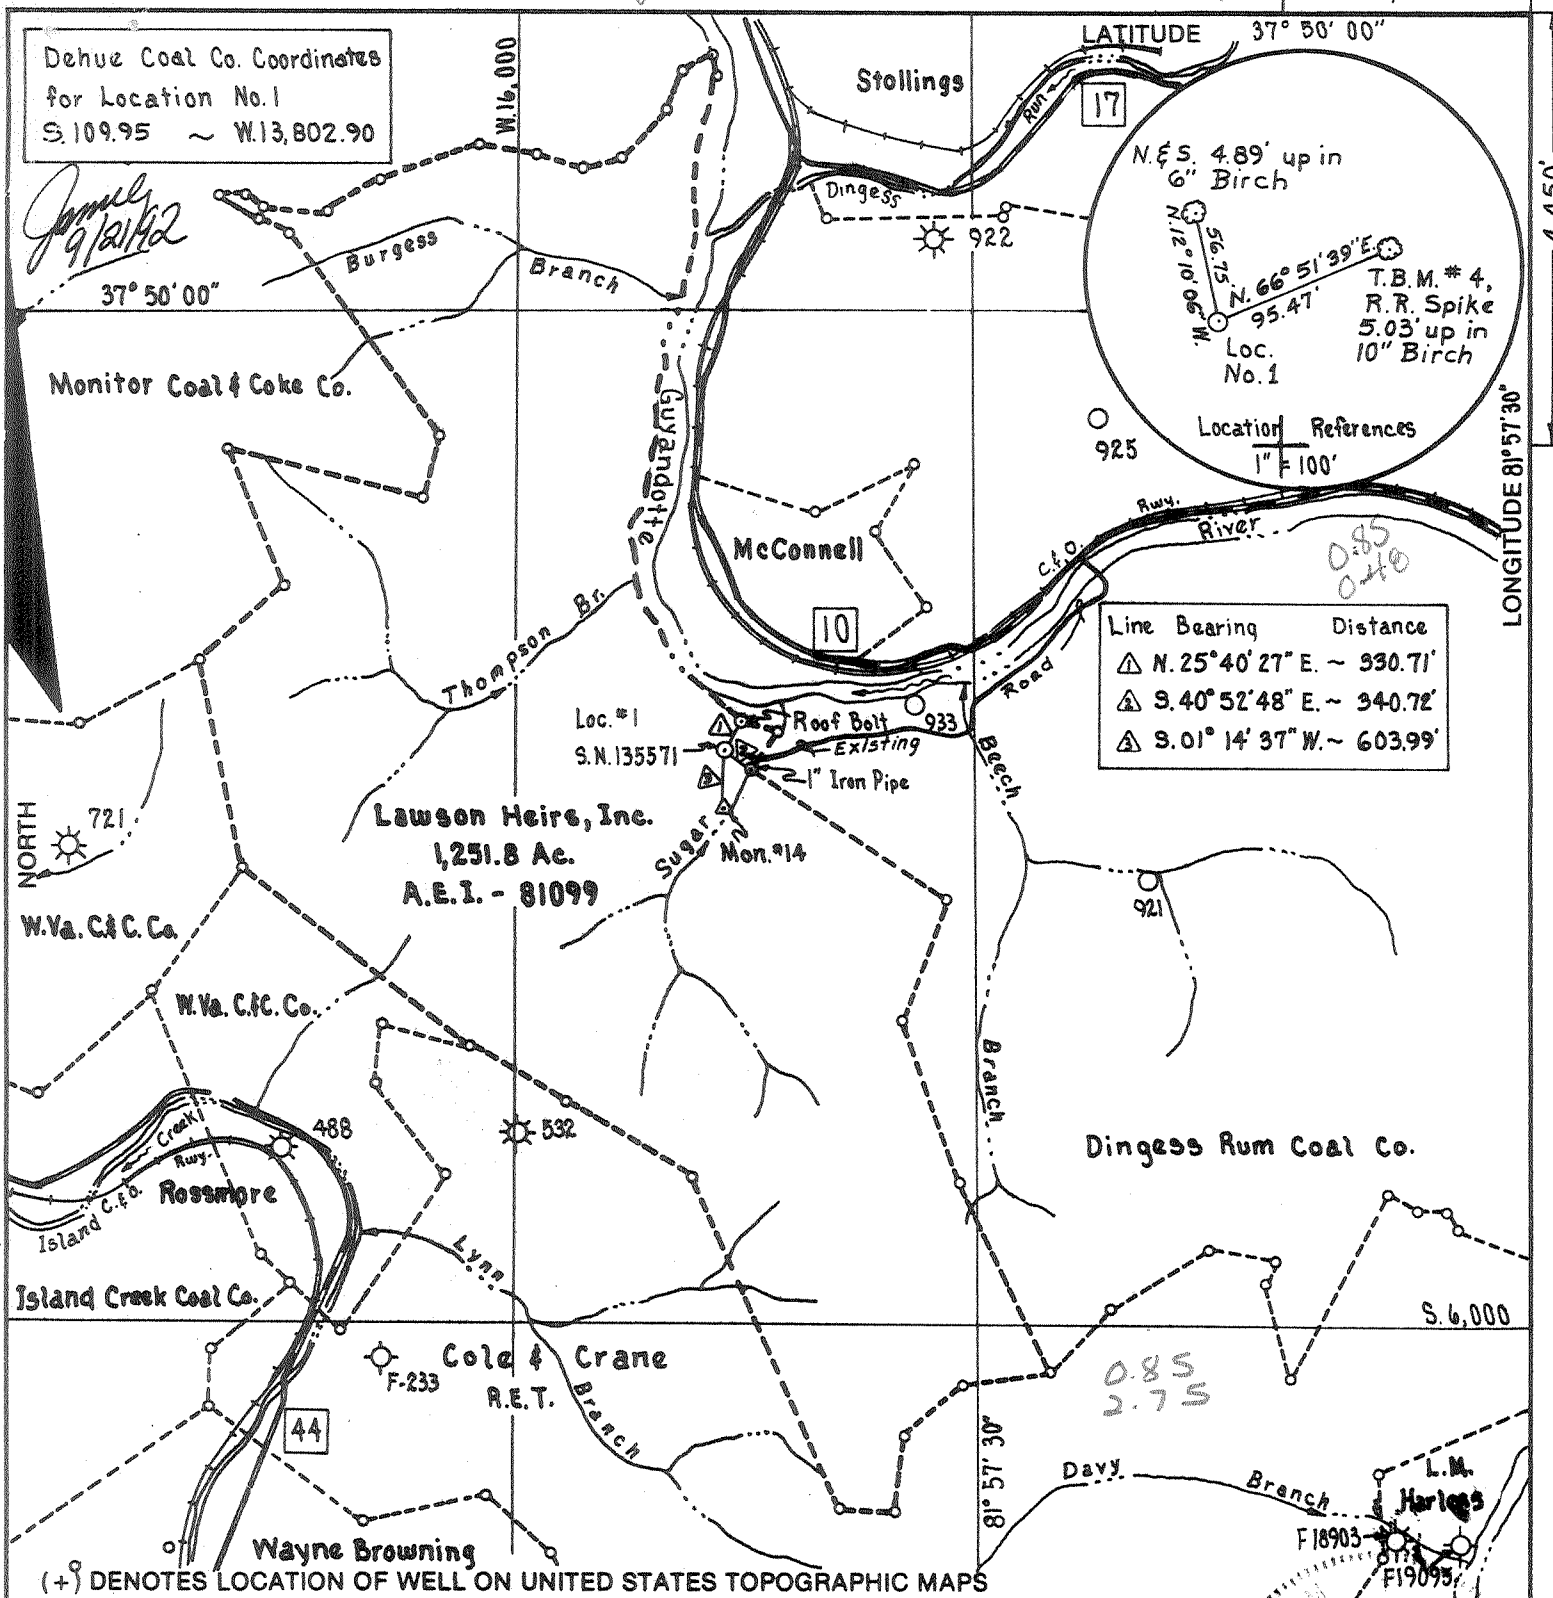 Dehue Coal Co. Coordinates
for Location No. 1
S. 109.95 ~ W. 13,802.90
9/21/92
W. 16,000
LATITUDE 37° 50' 00"
Stollings
17
Run
Dingess
922
N. & S. 4.89' up in
6" Birch
N. 12° 10' 06" W.
56.75'
N. 66° 51' 39" E.
95.47'
T.B.M. # 4,
R.R. Spike
5.03' up in
10" Birch
Loc.
No. 1
Location References
1" = 100'
Burgess
Branch
37° 50' 00"
Monitor Coal & Coke Co.
Guyandotte
925
LONGITUDE 81° 57' 30"
McConnell
C. & O. Rwy.
River
0.85
0.48
10
Thompson Br.
Road
Line Bearing Distance
1 N. 25° 40' 27" E. ~ 330.71'
2 S. 40° 52' 48" E. ~ 340.72'
3 S. 01° 14' 37" W. ~ 603.99'
Loc. #1
S.N. 135571
1
2
3
Roof Bolt
933
Existing
1" Iron Pipe
Beech
NORTH
721
Lawson Heirs, Inc.
1,251.8 Ac.
A.E.I. - 81099
Sugar
Mon. #14
921
W.Va. C. & C. Co.
W.Va. C. & C. Co.
Branch
488
532
Creek
Rwy.
C. & O.
Island
Rossmore
Dingess Rum Coal Co.
Lynn
Island Creek Coal Co.
S. 6,000
F-233
Cole & Crane
R.E.T.
Branch
0.85
2.75
44
81° 57' 30"
Davy
Branch
L.M.
Harless
F18903
F19095
Wayne Browning
(+) DENOTES LOCATION OF WELL ON UNITED STATES TOPOGRAPHIC MAPS